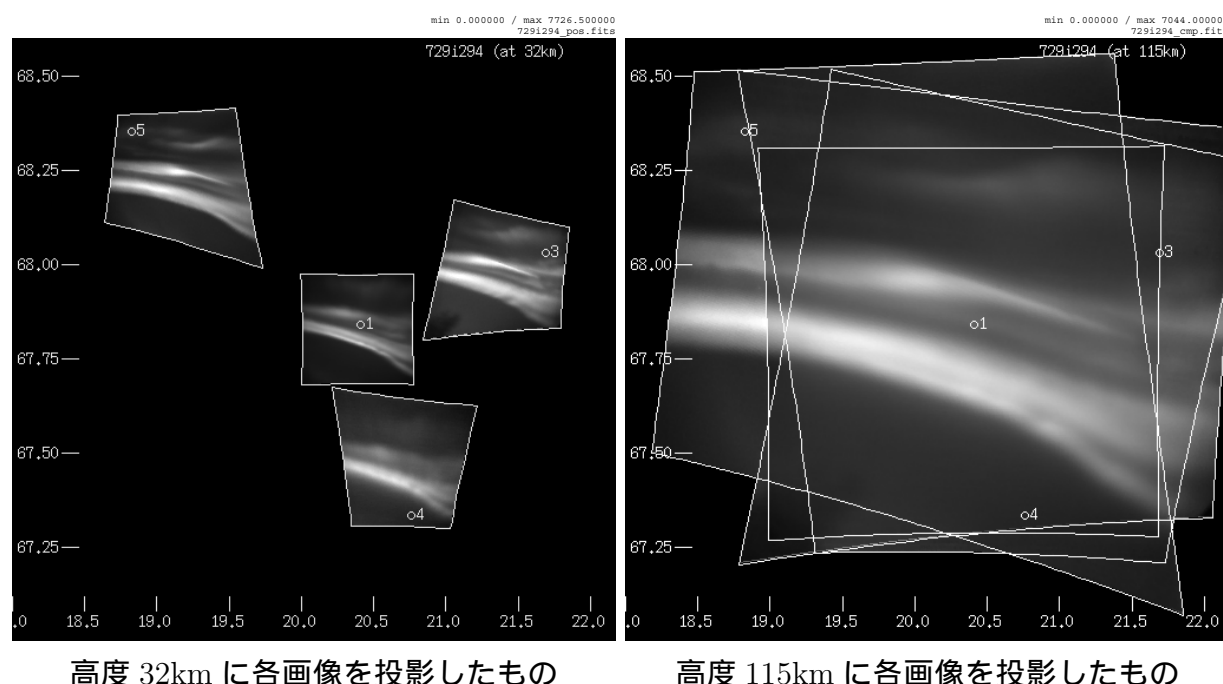 min 0.000000 / max 7726.500000
729i294_pos.fits
729i294 (at 32km)
68.50
68.25
68.00
67.75
67.50
67.25
o5
o3
o1
o4
.0 18.5 19.0 19.5 20.0 20.5 21.0 21.5 22.0
高度 32km に各画像を投影したもの
min 0.000000 / max 7044.00000
729i294_cmp.fit
729i294 (at 115km)
68.50
68.25
68.00
67.75
67.50
67.25
o5
o3
o1
o4
.0 18.5 19.0 19.5 20.0 20.5 21.0 21.5 22.0
高度 115km に各画像を投影したもの